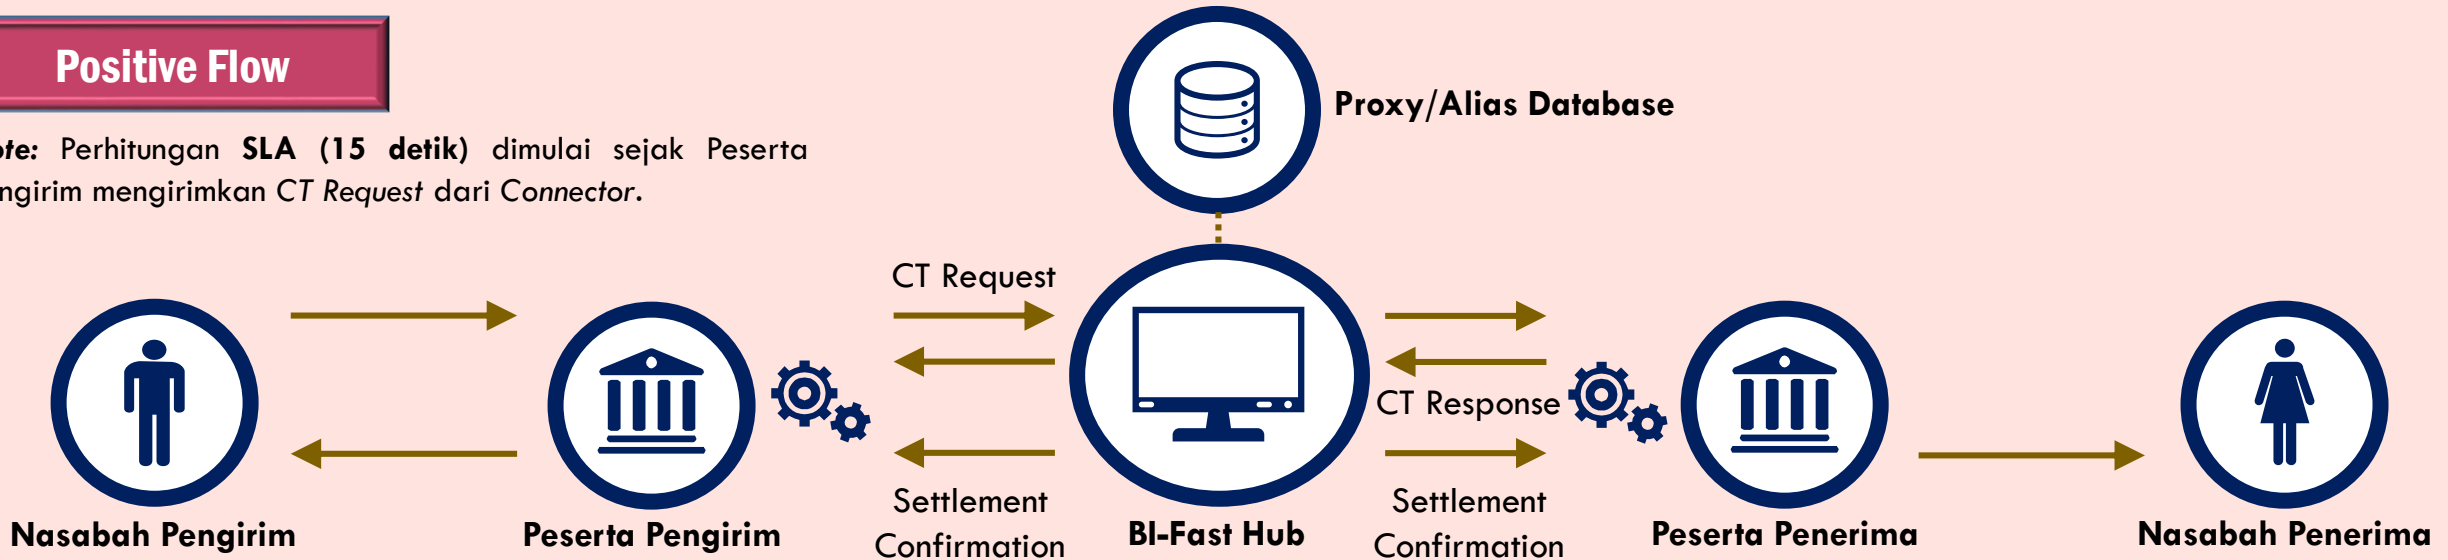 Positive Flow
Proxy/Alias Database
ote: Perhitungan SLA (15 detik) dimulai sejak Peserta
ngirim mengirimkan CT Request dari Connector.
CT Request
CT Response
Settlement
Confirmation
Settlement
Confirmation
Nasabah Pengirim
Peserta Pengirim
BI-Fast Hub
Peserta Penerima
Nasabah Penerima